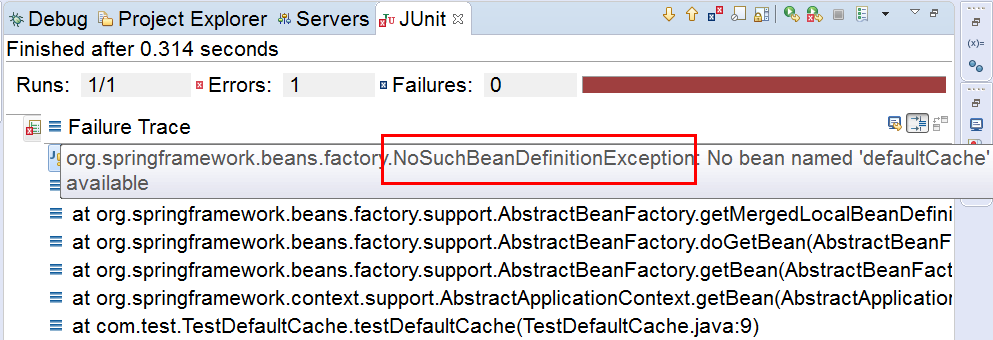 Debug Project Explorer Servers JUnit
Finished after 0.314 seconds
Runs: 1/1 Errors: 1 Failures: 0
Failure Trace
org.springframework.beans.factory.NoSuchBeanDefinitionException: No bean named 'defaultCache'
available
at org.springframework.beans.factory.support.AbstractBeanFactory.getMergedLocalBeanDefini
at org.springframework.beans.factory.support.AbstractBeanFactory.doGetBean(AbstractBeanF
at org.springframework.beans.factory.support.AbstractBeanFactory.getBean(AbstractBeanFact
at org.springframework.context.support.AbstractApplicationContext.getBean(AbstractApplication
at com.test.TestDefaultCache.testDefaultCache(TestDefaultCache.java:9)